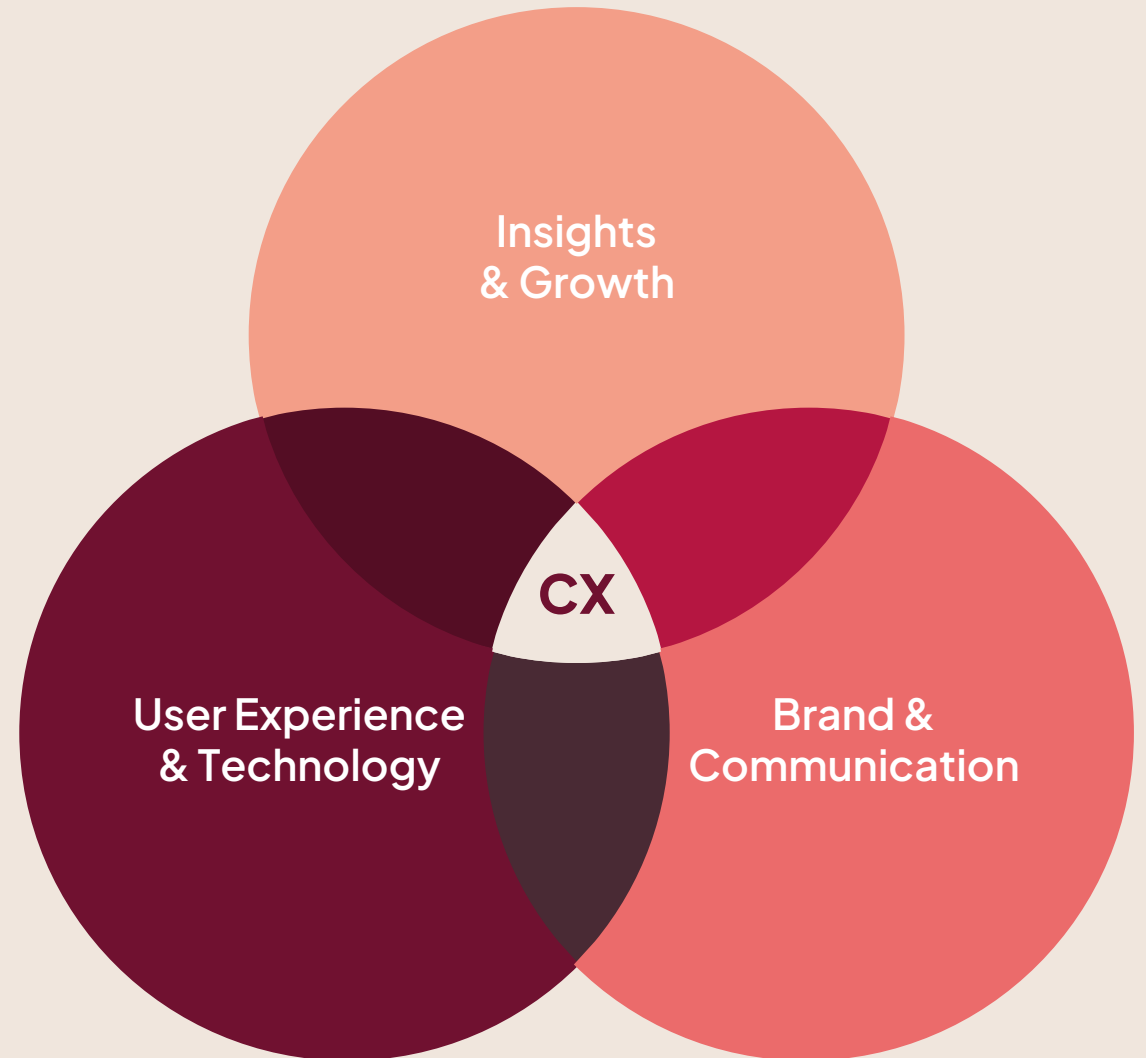 Insights
& Growth
CX
User Experience
& Technology
Brand &
Communication